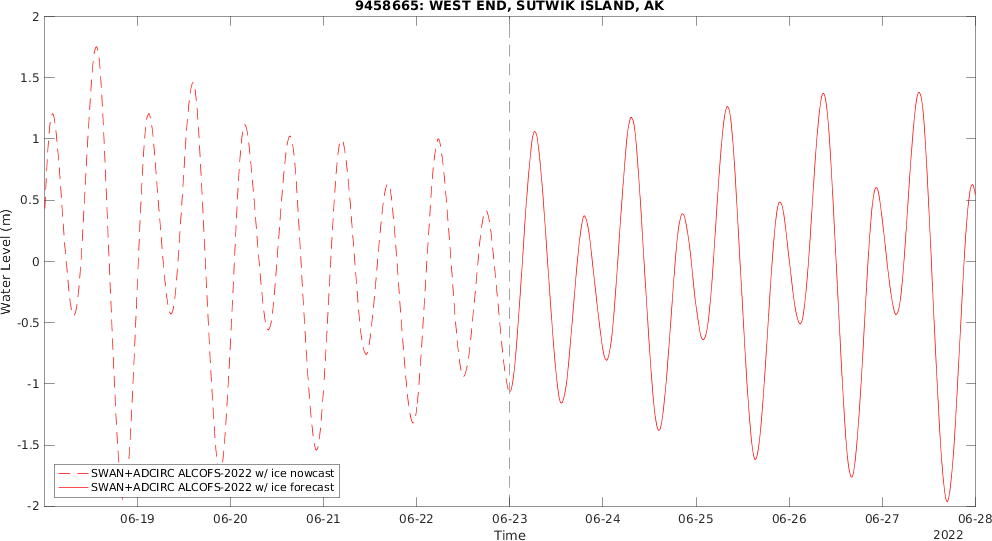 9458665: WEST END, SUTWIK ISLAND, AK
2
1.5
1
0.5
0
-0.5
-1
-1.5
-2
Water Level (m)
SWAN+ADCIRC ALCOFS-2022 w/ ice nowcast
SWAN+ADCIRC ALCOFS-2022 w/ ice forecast
06-19 06-20 06-21 06-22 06-23 06-24 06-25 06-26 06-27 06-28
Time
2022